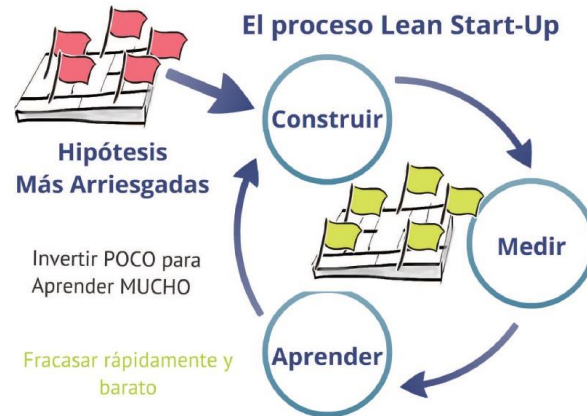 El proceso Lean Start-Up
Construir
Hipótesis
Más Arriesgadas
Medir
Invertir POCO para
Aprender MUCHO
Aprender
Fracasar rápidamente y
barato